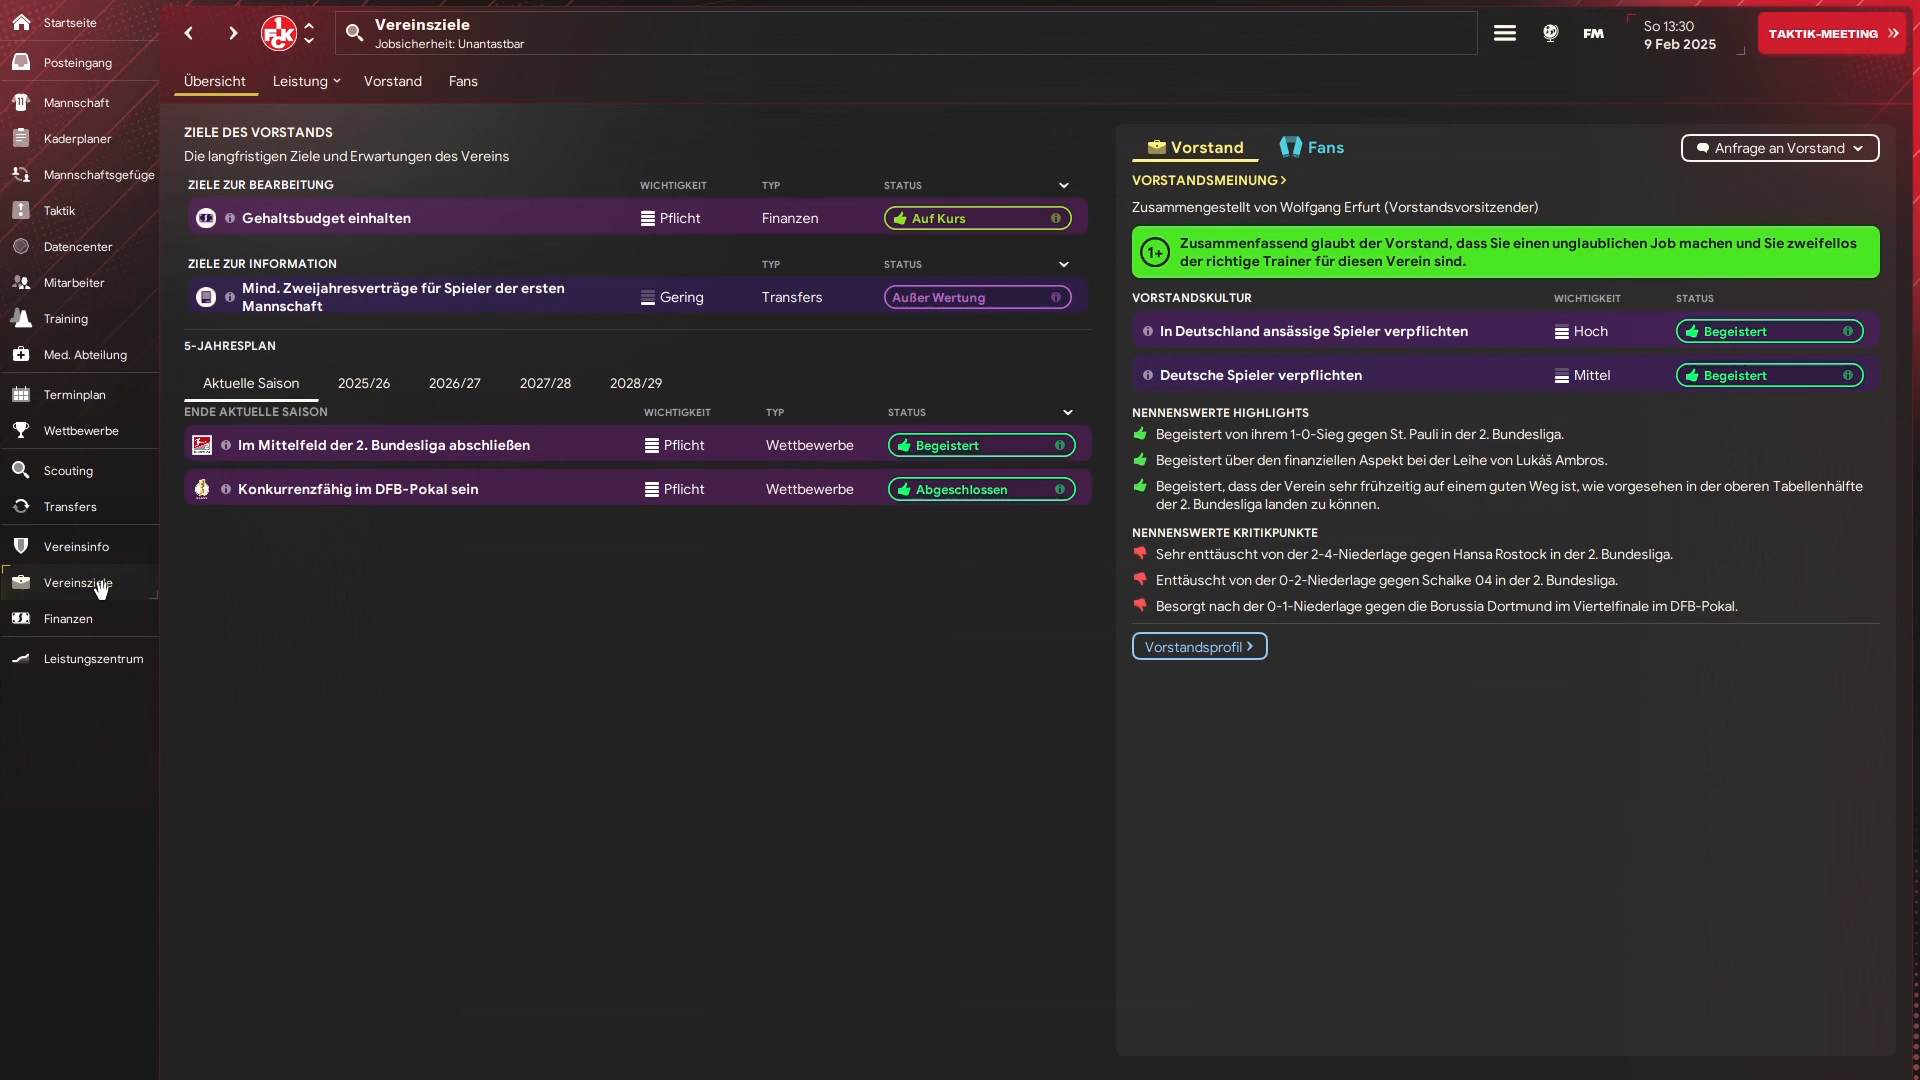 Startseite
Posteingang
Mannschaft
Kaderplaner
Mannschaftsgefüge
Taktik
Datencenter
Mitarbeiter
Training
Med. Abteilung
Terminplan
Wettbewerbe
Scouting
Transfers
Vereinsinfo
Vereinsziele
Finanzen
Leistungszentrum
1 FCK
Vereinsziele
Jobsicherheit: Unantastbar
FM
So 13:30
9 Feb 2025
TAKTIK-MEETING
Übersicht
Leistung
Vorstand
Fans
ZIELE DES VORSTANDS
Die langfristigen Ziele und Erwartungen des Vereins
ZIELE ZUR BEARBEITUNG WICHTIGKEIT TYP STATUS
Gehaltsbudget einhalten Pflicht Finanzen Auf Kurs
ZIELE ZUR INFORMATION TYP STATUS
Mind. Zweijahresverträge für Spieler der ersten
Mannschaft Gering Transfers Außer Wertung
5-JAHRESPLAN
Aktuelle Saison 2025/26 2026/27 2027/28 2028/29
ENDE AKTUELLE SAISON WICHTIGKEIT TYP STATUS
Im Mittelfeld der 2. Bundesliga abschließen Pflicht Wettbewerbe Begeistert
Konkurrenzfähig im DFB-Pokal sein Pflicht Wettbewerbe Abgeschlossen
Vorstand Fans Anfrage an Vorstand
VORSTANDSMEINUNG >
Zusammengestellt von Wolfgang Erfurt (Vorstandsvorsitzender)
1+ Zusammenfassend glaubt der Vorstand, dass Sie einen unglaublichen Job machen und Sie zweifellos
der richtige Trainer für diesen Verein sind.
VORSTANDSKULTUR WICHTIGKEIT STATUS
In Deutschland ansässige Spieler verpflichten Hoch Begeistert
Deutsche Spieler verpflichten Mittel Begeistert
NENNENSWERTE HIGHLIGHTS
Begeistert von ihrem 1-0-Sieg gegen St. Pauli in der 2. Bundesliga.
Begeistert über den finanziellen Aspekt bei der Leihe von Lukáš Ambros.
Begeistert, dass der Verein sehr frühzeitig auf einem guten Weg ist, wie vorgesehen in der oberen Tabellenhälfte
der 2. Bundesliga landen zu können.
NENNENSWERTE KRITIKPUNKTE
Sehr enttäuscht von der 2-4-Niederlage gegen Hansa Rostock in der 2. Bundesliga.
Enttäuscht von der 0-2-Niederlage gegen Schalke 04 in der 2. Bundesliga.
Besorgt nach der 0-1-Niederlage gegen die Borussia Dortmund im Viertelfinale im DFB-Pokal.
Vorstandsprofil >